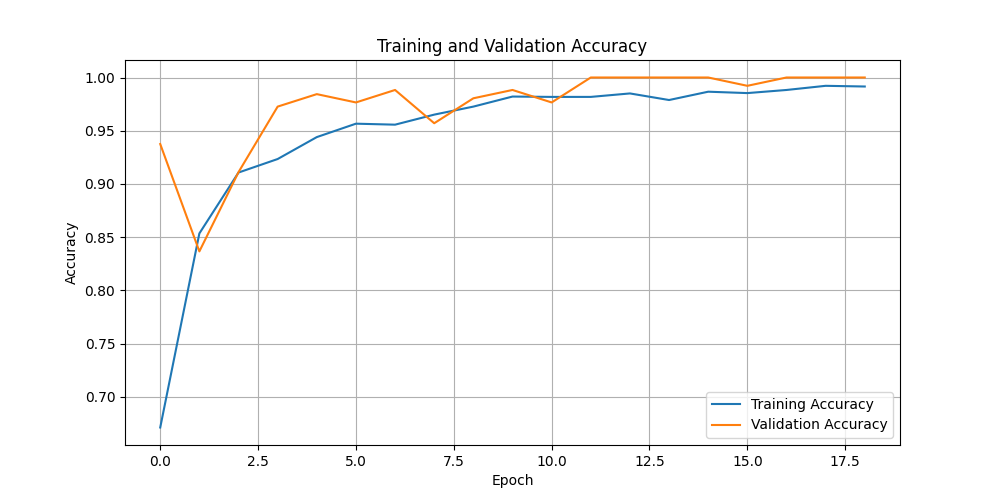 Training and Validation Accuracy
1.00
0.95
0.90
0.85
0.80
0.75
0.70
Accuracy
0.0 2.5 5.0 7.5 10.0 12.5 15.0 17.5
Epoch
Training Accuracy
Validation Accuracy